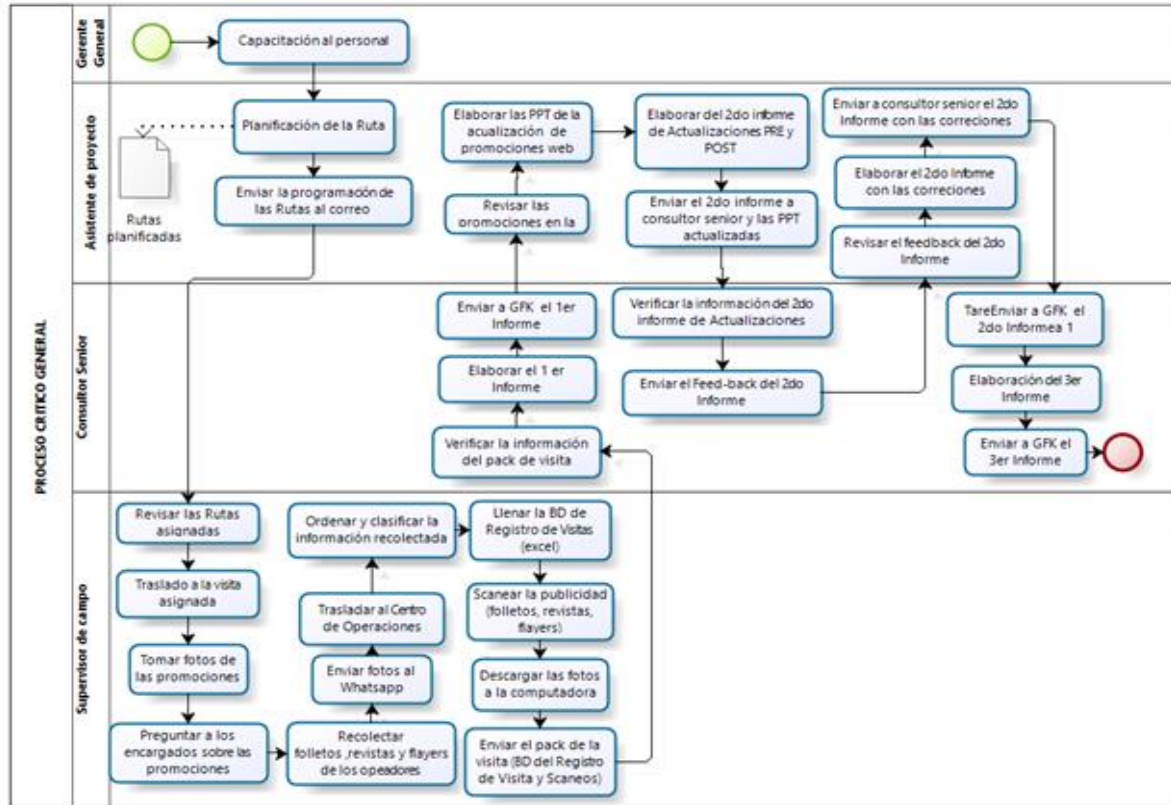 PROCESO CRITICO GENERAL
Gerente
General
Capacitación al personal
Asistente de proyecto
Planificación de la Ruta
Rutas
planificadas
Enviar la programación de
las Rutas al correo
Elaborar las PPT de la
acualización de
promociones web
Revisar las
promociones en la
Elaborar del 2do informe
de Actualizaciones PRE y
POST
Enviar el 2do informe a
consultor senior y las PPT
actualizadas
Enviar a consultor senior el 2do
Informe con las correciones
Elaborar el 2do Informe
con las correciones
Revisar el feedback del 2do
Informe
Consultor Senior
Enviar a GFK el 1er
Informe
Elaborar el 1 er
Informe
Verificar la información
del pack de visita
Verificar la información del 2do
informe de Actualizaciones
Enviar el Feed-back del 2do
Informe
TareEnviar a GFK el
2do Informea 1
Elaboración del 3er
Informe
Enviar a GFK el
3er Informe
Supervisor de campo
Revisar las Rutas
asignadas
Traslado a la visita
asignada
Tomar fotos de
las promociones
Preguntar a los
encargados sobre las
promociones
Ordenar y clasificar la
información recolectada
Trasladar al Centro
de Operaciones
Enviar fotos al
Whatsapp
Recolectar
folletos ,revistas y flayers
de los opeadores
Llenar la BD de
Registro de Visitas
(excel)
Scanear la publicidad
(folletos, revistas,
flayers)
Descargar las fotos
a la computadora
Enviar el pack de la
visita (BD del Registro
de Visita y Scaneos)